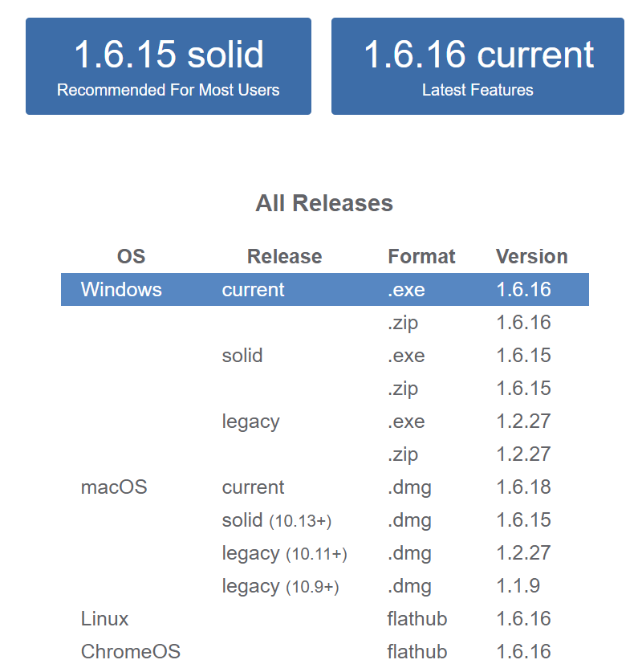 1.6.15 solid
Recommended For Most Users
1.6.16 current
Latest Features
All Releases
OS Release Format Version
Windows current .exe 1.6.16
.zip 1.6.16
solid .exe 1.6.15
.zip 1.6.15
legacy .exe 1.2.27
.zip 1.2.27
macOS current .dmg 1.6.18
solid (10.13+) .dmg 1.6.15
legacy (10.11+) .dmg 1.2.27
legacy (10.9+) .dmg 1.1.9
Linux flathub 1.6.16
ChromeOS flathub 1.6.16